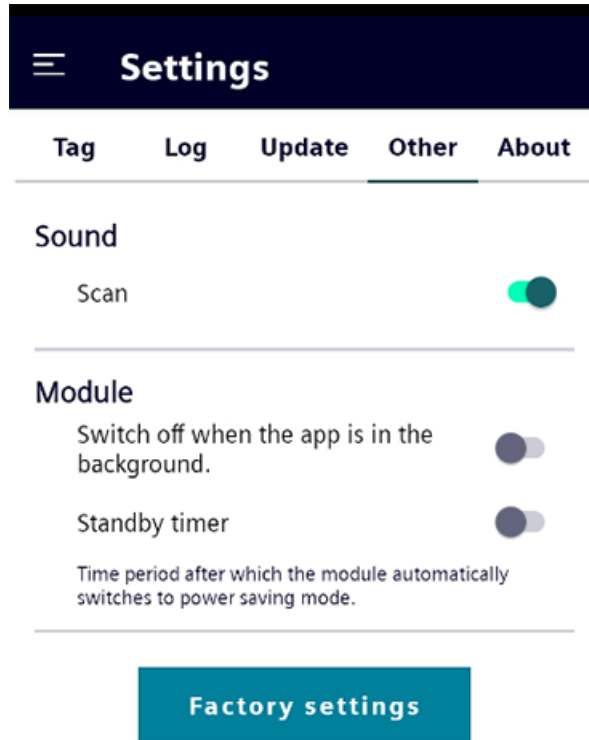 Settings
Tag Log Update Other About
Sound
Scan
Module
Switch off when the app is in the
background.
Standby timer
Time period after which the module automatically
switches to power saving mode.
Factory settings